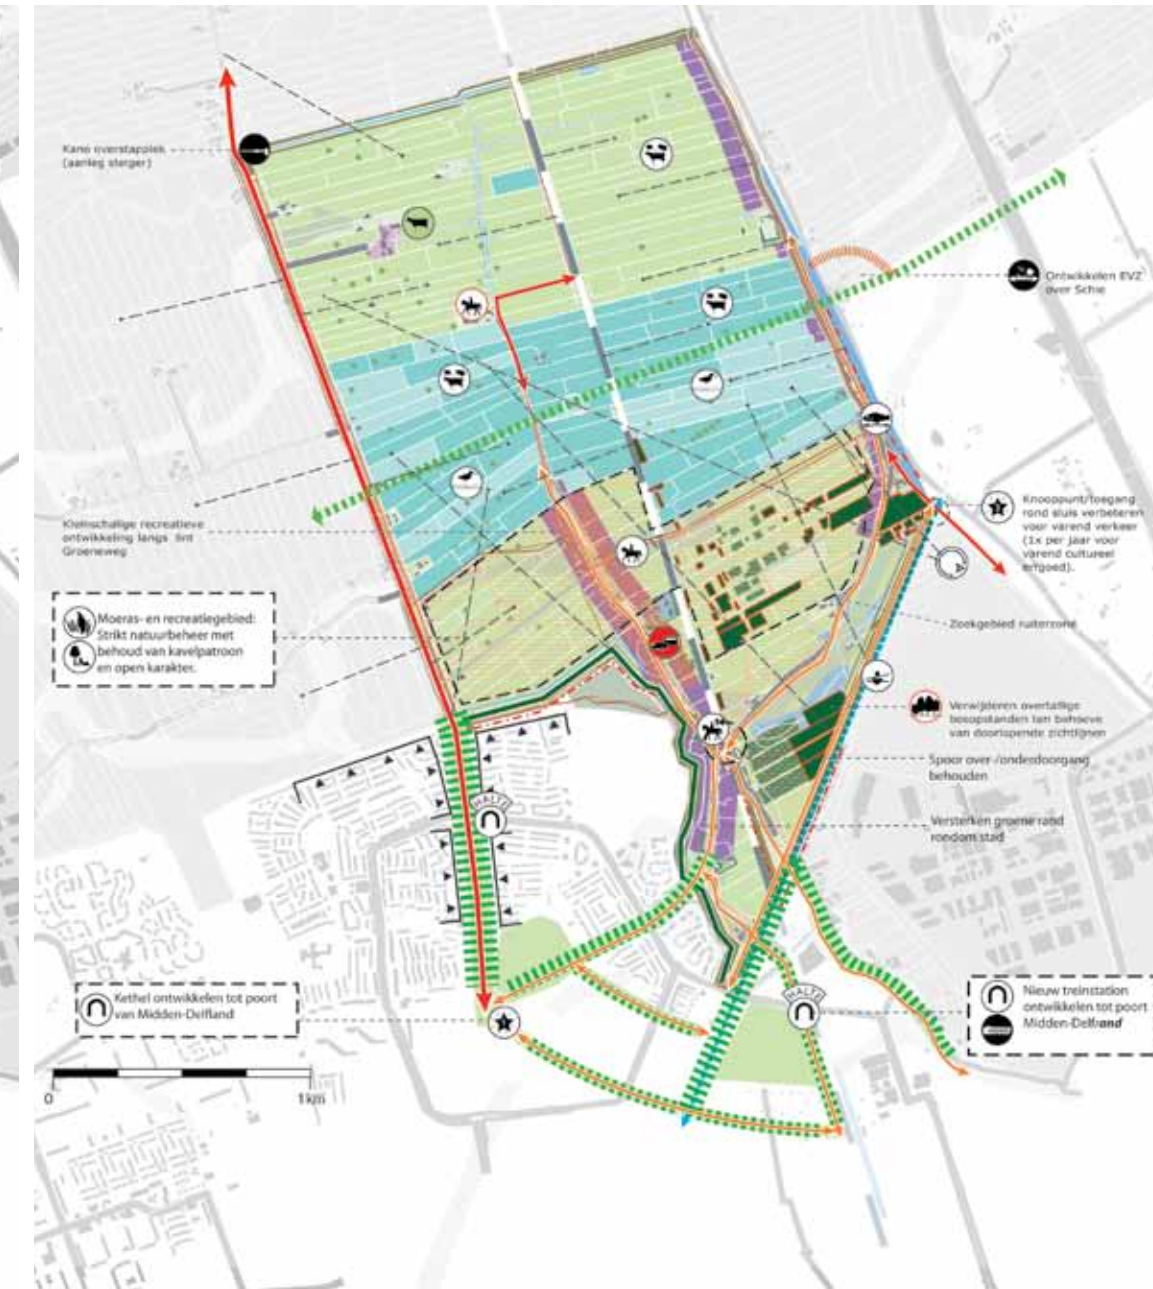 Kano overstapplek
(aanleg steiger)
Ontwikkelen EVZ
over Schie
Knooppunt/toegang
rond sluis verbeteren
voor varend verkeer
(1x per jaar voor
varend cultureel
erfgoed).
Kleinschalige recreatieve
ontwikkeling langs lint
Groeneweg
Moeras- en recreatiegebied:
Strikt natuurbeheer met
behoud van kavelpatroon
en open karakter.
Zoekgebied ruiterzone
Verwijderen overtallige
bosopstanden ten behoeve
van doorlopende zichtlijnen
Spoor over-/onderdoorgang
behouden
Versterken groene rand
rondom stad
HALTE
Kethel ontwikkelen tot poort
van Midden-Delfland
HALTE
Nieuw treinstation
ontwikkelen tot poort
Midden-Delfland
0 1km